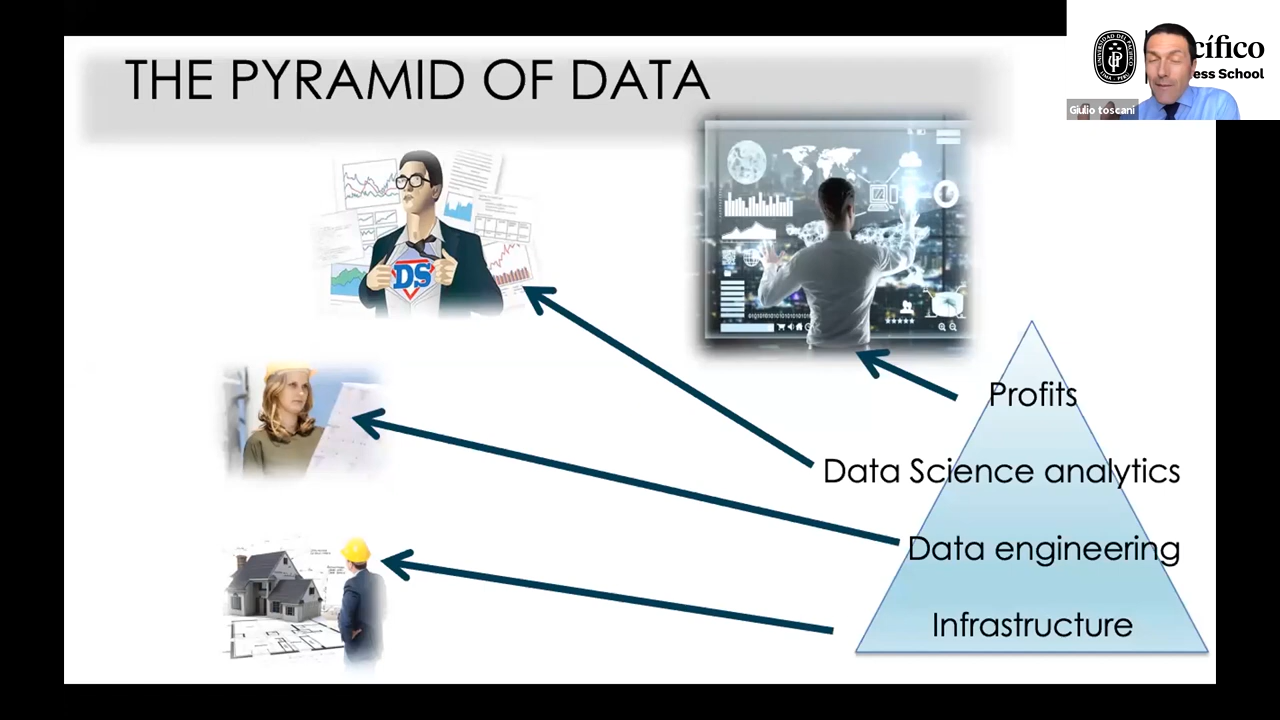 THE PYRAMID OF DATA
cífico
ess School
Giulio toscani
DS
Profits
Data Science analytics
Data engineering
Infrastructure